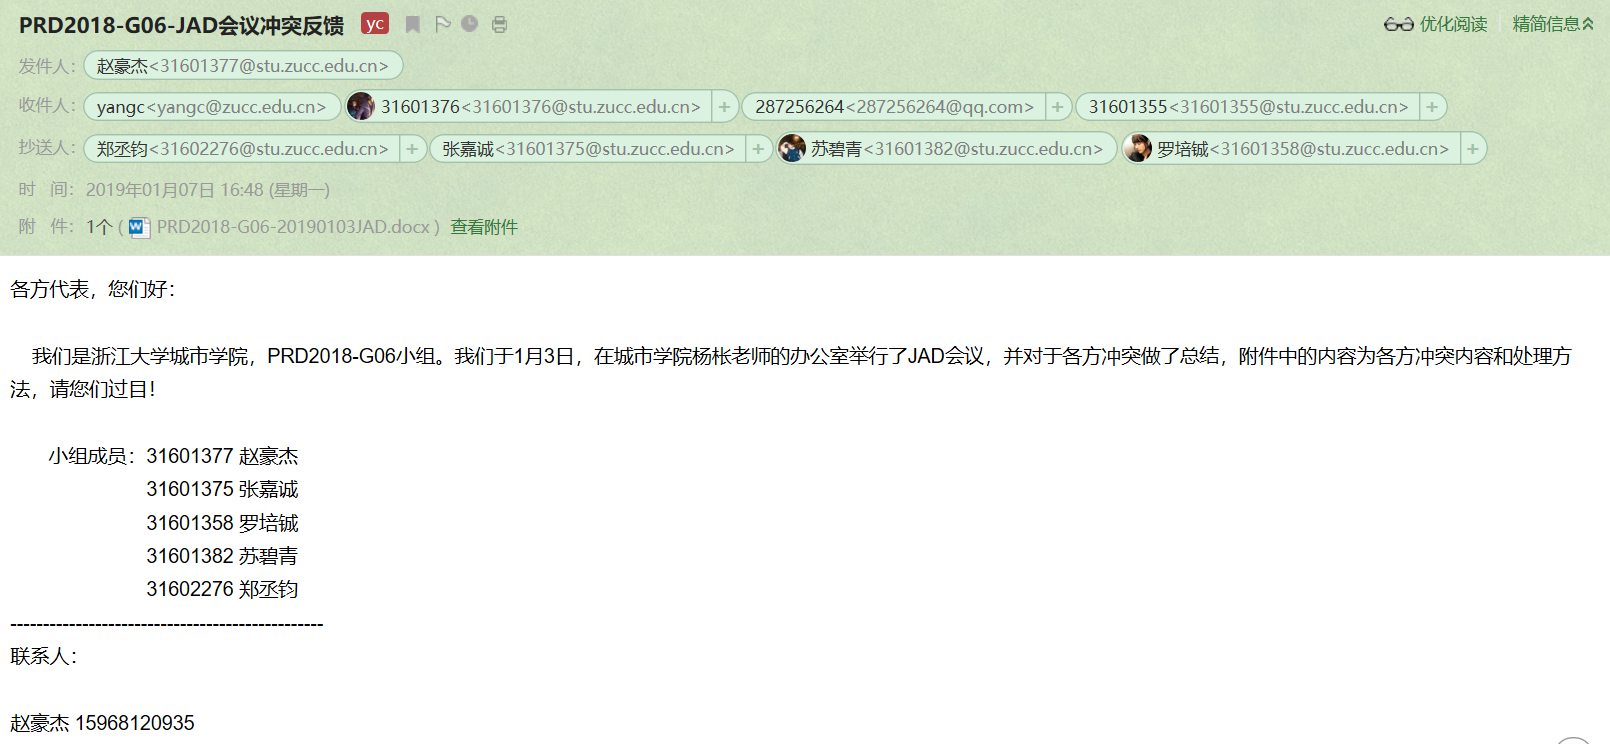 PRD2018-G06-JAD会议冲突反馈 yc 优化阅读 精简信息
发件人： 赵豪杰<31601377@stu.zucc.edu.cn>
收件人： yangc<yangc@zucc.edu.cn> 31601376<31601376@stu.zucc.edu.cn> + 287256264<287256264@qq.com> + 31601355<31601355@stu.zucc.edu.cn> +
抄送人： 郑丞钧<31602276@stu.zucc.edu.cn> + 张嘉诚<31601375@stu.zucc.edu.cn> + 苏碧青<31601382@stu.zucc.edu.cn> 罗培铖<31601358@stu.zucc.edu.cn> +
时 间： 2019年01月07日 16:48 (星期一)
附 件： 1个 ( PRD2018-G06-20190103JAD.docx ) 查看附件
各方代表，您们好：
我们是浙江大学城市学院，PRD2018-G06小组。我们于1月3日，在城市学院杨枨老师的办公室举行了JAD会议，并对于各方冲突做了总结，附件中的内容为各方冲突内容和处理方
法，请您们过目！
小组成员：31601377 赵豪杰
31601375 张嘉诚
31601358 罗培铖
31601382 苏碧青
31602276 郑丞钧
------------------------------------------------
联系人：
赵豪杰 15968120935